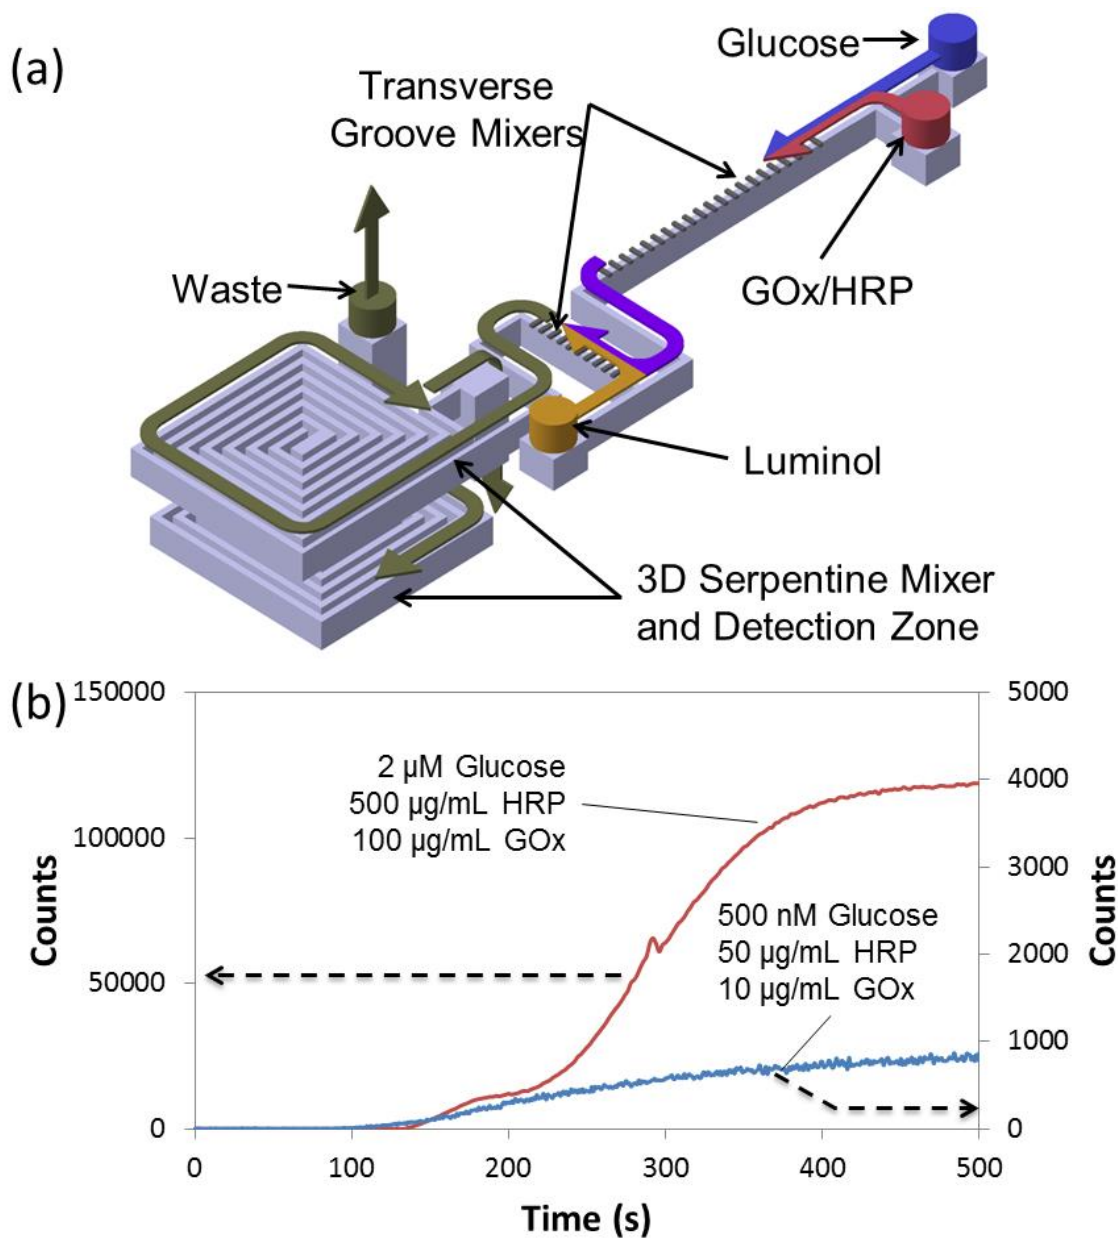 (a)
Glucose
Transverse
Groove Mixers
Waste
GOx/HRP
Luminol
3D Serpentine Mixer
and Detection Zone
(b)
150000
100000
50000
0
Counts
5000
4000
3000
2000
1000
0
Counts
2 µM Glucose
500 µg/mL HRP
100 µg/mL GOx
500 nM Glucose
50 µg/mL HRP
10 µg/mL GOx
0 100 200 300 400 500
Time (s)